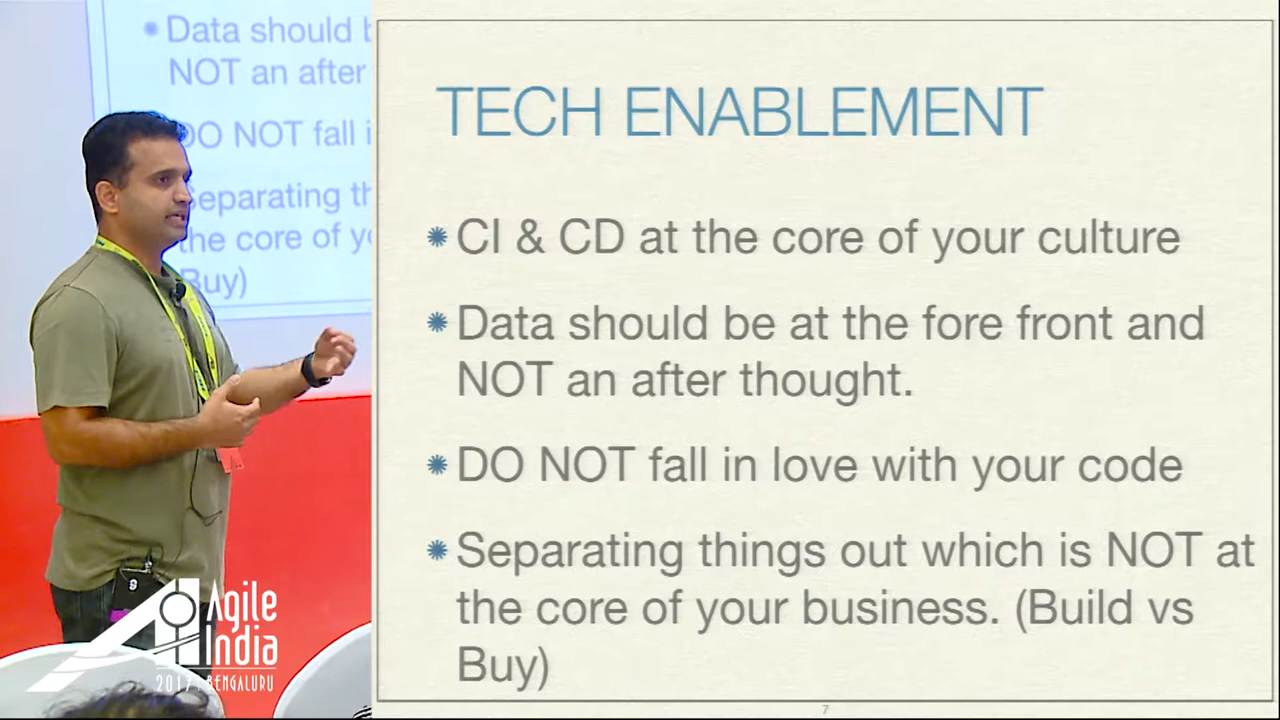 Data should b
NOT an after
DO NOT fall i
Separating th
the core of yo
Buy)
TECH ENABLEMENT
CI & CD at the core of your culture
Data should be at the fore front and
NOT an after thought.
DO NOT fall in love with your code
Separating things out which is NOT at
the core of your business. (Build vs
Buy)
7
Agile
India
2017 BENGALURU